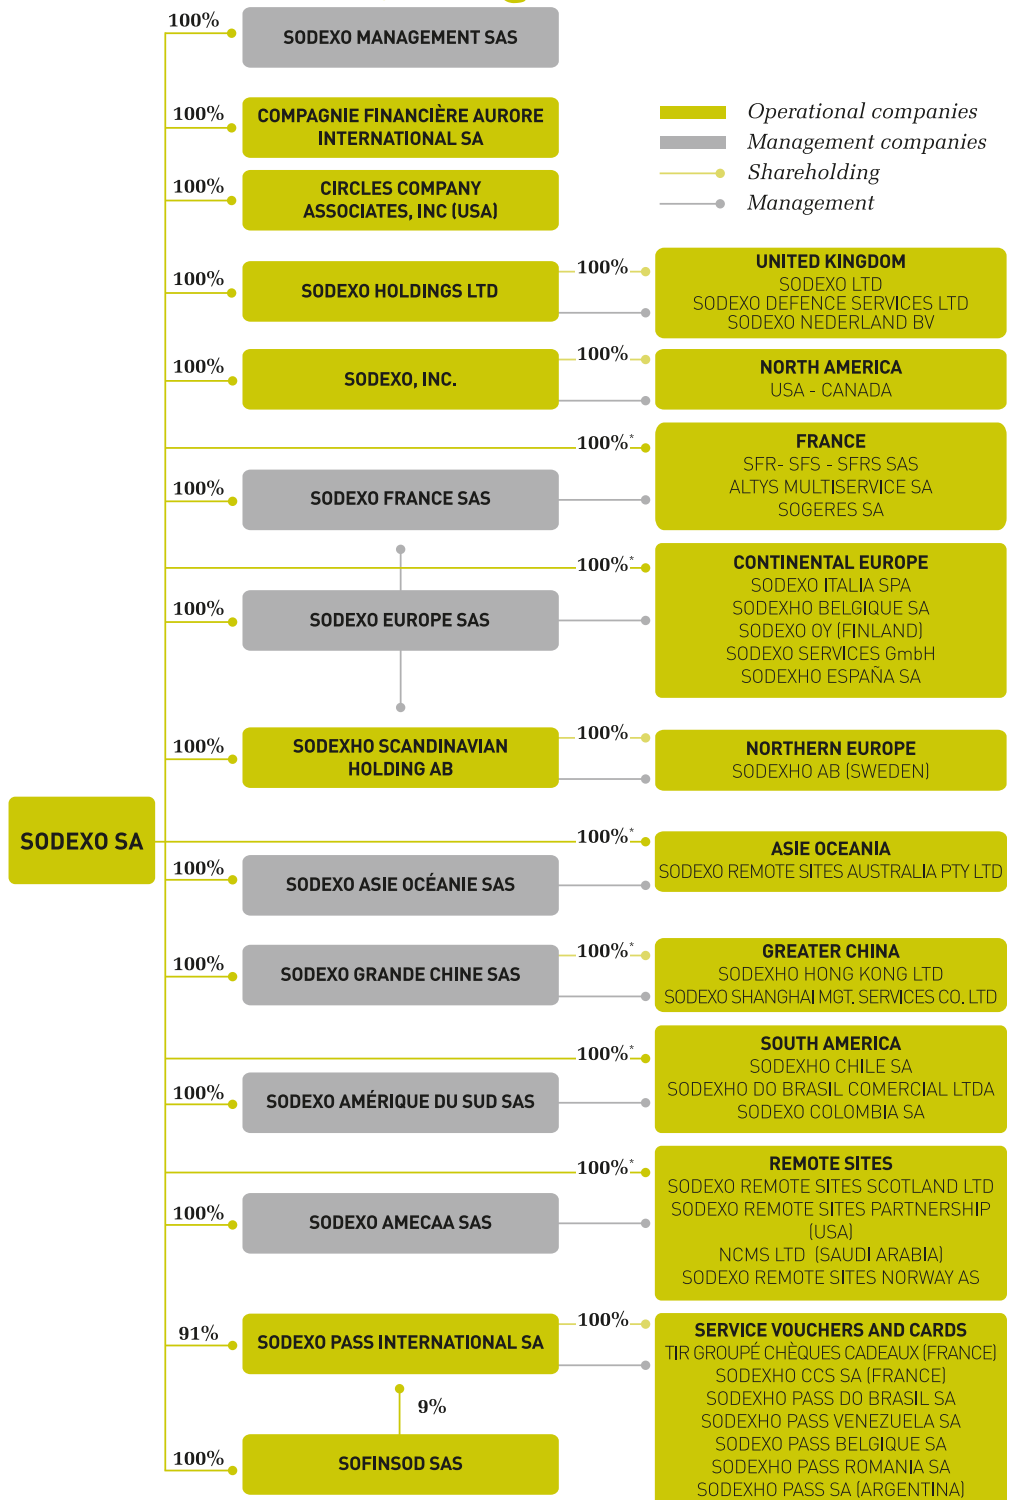 100%
SODEXO MANAGEMENT SAS
100%
COMPAGNIE FINANCIÈRE AURORE
INTERNATIONAL SA
Operational companies
Management companies
Shareholding
Management
100%
CIRCLES COMPANY
ASSOCIATES, INC (USA)
100%
SODEXO HOLDINGS LTD
100%
UNITED KINGDOM
SODEXO LTD
SODEXO DEFENCE SERVICES LTD
SODEXO NEDERLAND BV
100%
SODEXO, INC.
100%
NORTH AMERICA
USA - CANADA
100%*
FRANCE
SFR- SFS - SFRS SAS
ALTYS MULTISERVICE SA
SOGERES SA
100%
SODEXO FRANCE SAS
100%*
CONTINENTAL EUROPE
SODEXO ITALIA SPA
SODEXHO BELGIQUE SA
SODEXO OY (FINLAND)
SODEXO SERVICES GmbH
SODEXHO ESPAÑA SA
100%
SODEXO EUROPE SAS
100%
SODEXHO SCANDINAVIAN
HOLDING AB
100%
NORTHERN EUROPE
SODEXHO AB (SWEDEN)
SODEXO SA
100%*
ASIE OCEANIA
SODEXO REMOTE SITES AUSTRALIA PTY LTD
100%
SODEXO ASIE OCÉANIE SAS
100%
SODEXO GRANDE CHINE SAS
100%*
GREATER CHINA
SODEXHO HONG KONG LTD
SODEXO SHANGHAI MGT. SERVICES CO. LTD
100%*
SOUTH AMERICA
SODEXHO CHILE SA
SODEXHO DO BRASIL COMERCIAL LTDA
SODEXO COLOMBIA SA
100%
SODEXO AMÉRIQUE DU SUD SAS
100%*
REMOTE SITES
SODEXO REMOTE SITES SCOTLAND LTD
SODEXO REMOTE SITES PARTNERSHIP
(USA)
NCMS LTD (SAUDI ARABIA)
SODEXO REMOTE SITES NORWAY AS
100%
SODEXO AMECAA SAS
91%
SODEXO PASS INTERNATIONAL SA
100%
SERVICE VOUCHERS AND CARDS
TIR GROUPÉ CHÈQUES CADEAUX (FRANCE)
SODEXHO CCS SA (FRANCE)
SODEXHO PASS DO BRASIL SA
SODEXHO PASS VENEZUELA SA
SODEXO PASS BELGIQUE SA
SODEXHO PASS ROMANIA SA
SODEXHO PASS SA (ARGENTINA)
9%
100%
SOFINSOD SAS